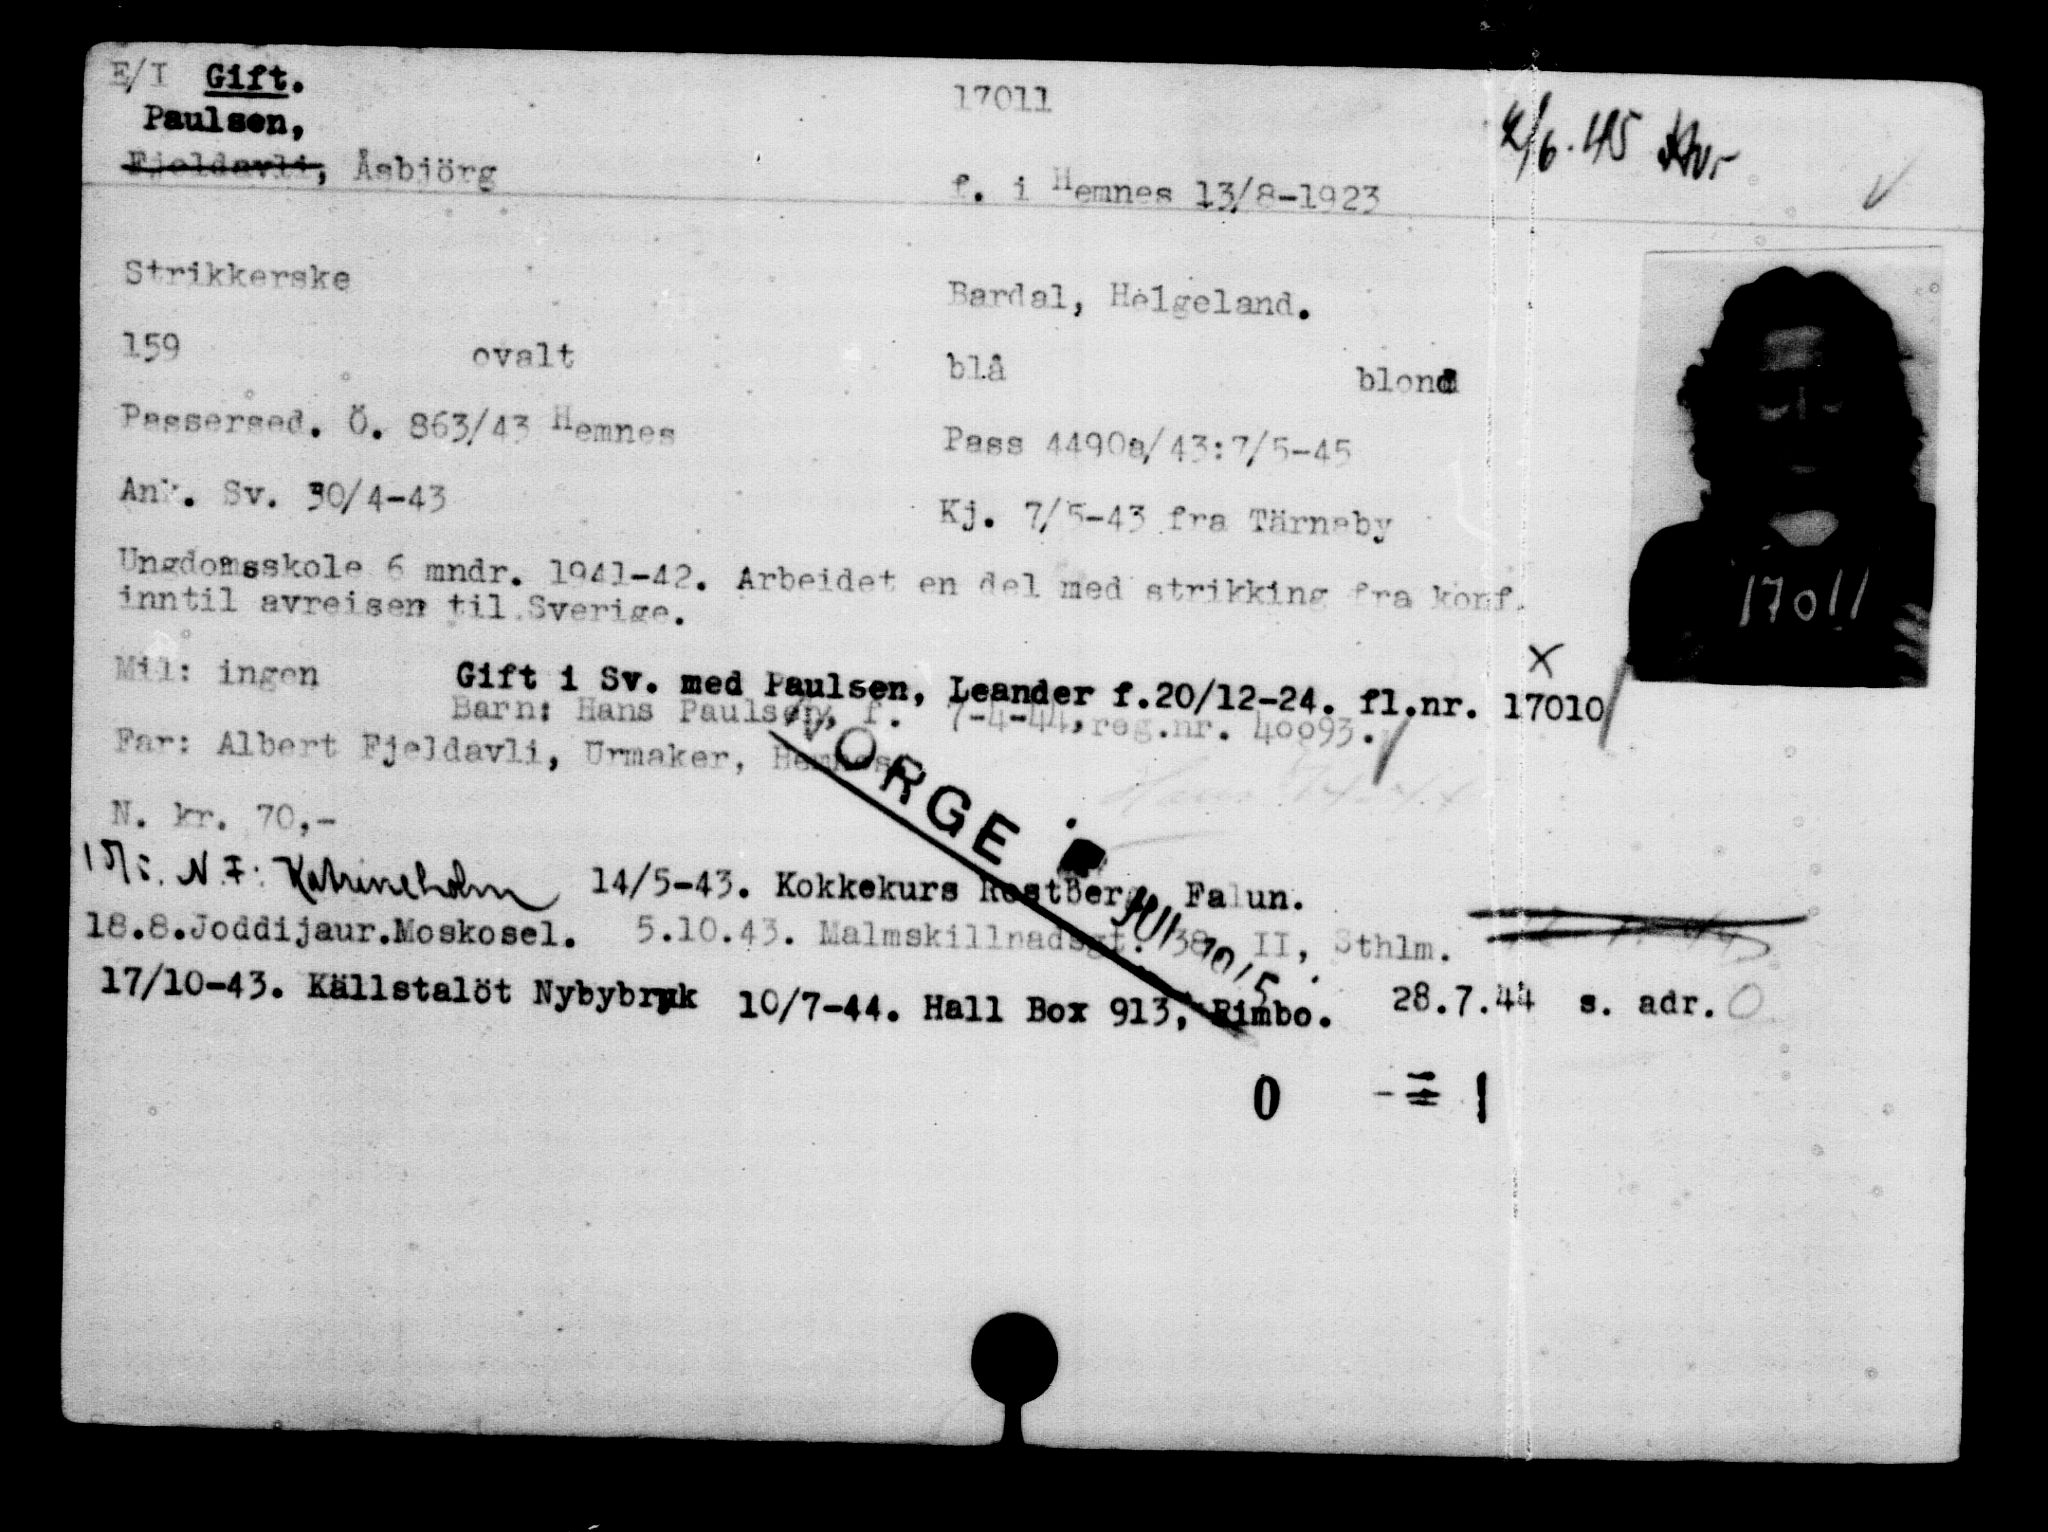 E/I Gift.
17011
Paulsen,
Fjeldavli, Åsbjörg
f. i Hemnes 13/8-1923
/6.45
Strikkerske
Bardal, Helgeland.
159 ovalt blå blond
Passersed. Ö. 863/43 Hemnes Pass 4490a/43:7/5-45
Ank. Sv. 30/4-43 Kj. 7/5-43 fra Tärnaby
Ungdomsskole 6 mndr. 1941-42. Arbeidet en del med strikking fra konf.
inntil avreisen til Sverige.
17011
Mil: ingen Gift i Sv. med Paulsen, Leander f.20/12-24. fl.nr. 17010
X
Barn: Hans Paulsen, f. 7-4-44, reg.nr. 40093.
Far: Albert Fjeldavli, Urmaker, Hemnes
NORGE
N. kr. 70,-
N.F: Katrineholm 14/5-43. Kokkekurs Rostberg, Falun.
18.8.Joddijaur.Moskosel. 5.10.43. Malmskillnadsgt. 38 II, Sthlm.
JUN 1945
17/10-43. Källstalöt Nybybruk 10/7-44. Hall Box 913, Rimbo. 28.7.44 s. adr. O
0 1